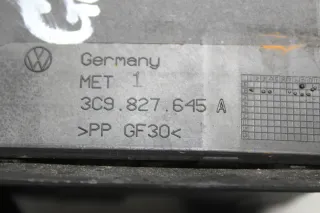 Germany
MET 1
3C9.827.645 A
>PP GF30<